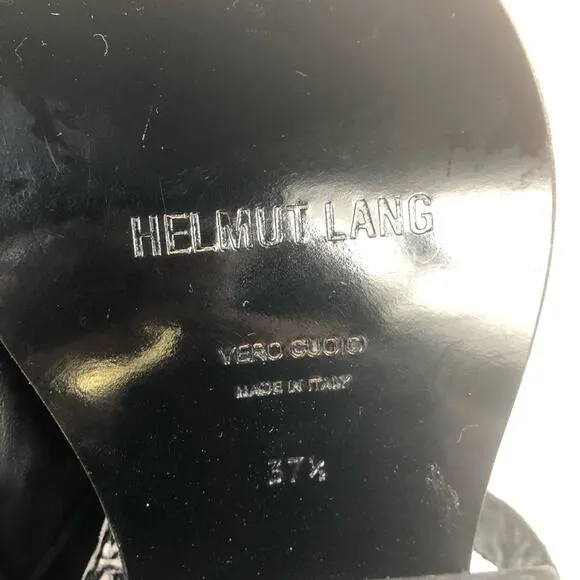 HELMUT LANG
VERO CUOIO
MADE IN ITALY
37½